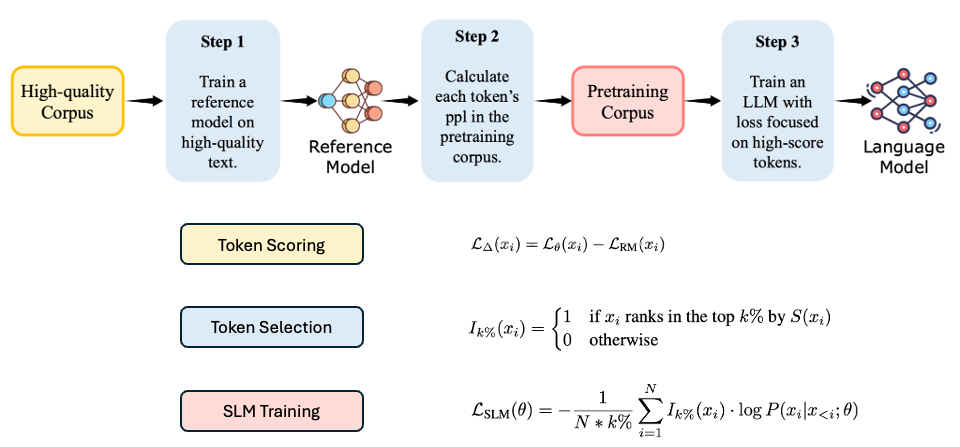 High-quality
Corpus
Step 1
Train a
reference
model on
high-quality
text.
Reference
Model
Step 2
Calculate
each token's
ppl in the
pretraining
corpus.
Pretraining
Corpus
Step 3
Train an
LLM with
loss focused
on high-score
tokens.
Language
Model
Token Scoring
ℒ_Δ(x_i) = ℒ_θ(x_i) − ℒ_RM(x_i)
Token Selection
I_{k%}(x_i) = { 1 if x_i ranks in the top k% by S(x_i)
0 otherwise
SLM Training
ℒ_SLM(θ) = − 1/(N * k%) ∑_{i=1}^{N} I_{k%}(x_i) · log P(x_i|x_{<i}; θ)